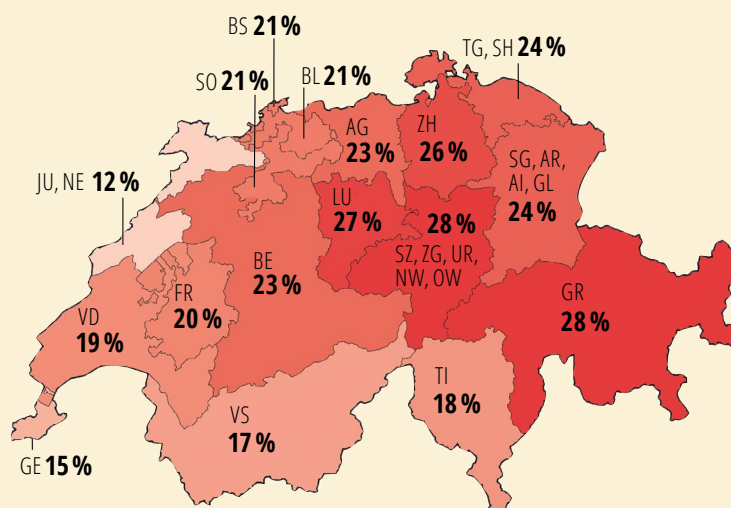 BS 21 %
TG, SH 24 %
SO 21 %
BL 21 %
AG
23 %
ZH
26 %
SG, AR,
AI, GL
24 %
JU, NE 12 %
LU
27 %
28 %
SZ, ZG, UR,
NW, OW
BE
23 %
FR
20 %
GR
28 %
VD
19 %
TI
18 %
VS
17 %
GE 15 %